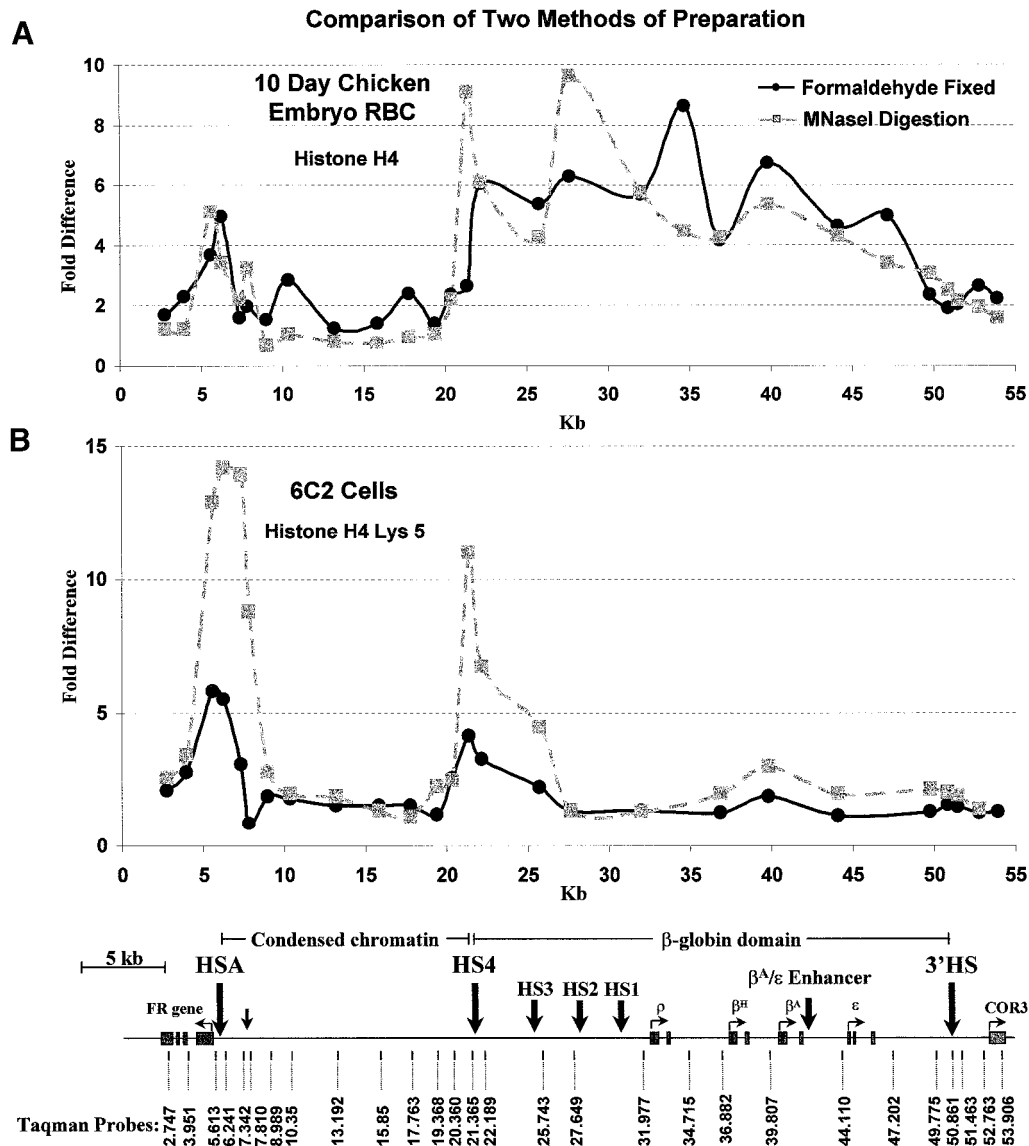 Comparison of Two Methods of Preparation
A
10 Day Chicken
Embryo RBC
Histone H4
Formaldehyde Fixed
MNaseI Digestion
Fold Difference
10
8
6
4
2
0
0 5 10 15 20 25 30 35 40 45 50 55
Kb
B
6C2 Cells
Histone H4 Lys 5
Fold Difference
15
10
5
0
0 5 10 15 20 25 30 35 40 45 50 55
Kb
Condensed chromatin
β-globin domain
5 kb
HSA
HS4
HS3 HS2 HS1
βᴬ/ε Enhancer
3'HS
FR gene
ρ
βᴴ
βᴬ
ε
COR3
Taqman Probes: 2.747 3.951 5.613 6.241 7.342 7.810 8.989 10.35 13.192 15.85 17.763 19.368 20.360 21.365 22.189 25.743 27.649 31.977 34.715 36.882 39.807 44.110 47.202 49.775 50.861 51.463 52.763 53.906